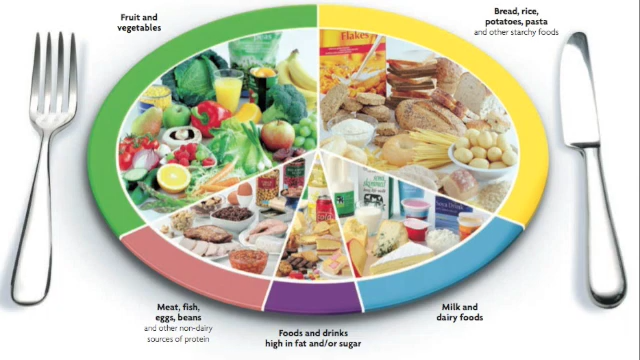 Fruit and
vegetables
Bread, rice,
potatoes, pasta
and other starchy foods
Flakes
Meat, fish,
eggs, beans
and other non-dairy
sources of protein
Foods and drinks
high in fat and/or sugar
Milk and
dairy foods